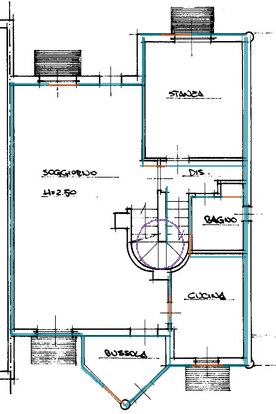 STANZA
SOGGIORNO
DIS.
H=2.50
BAGNO
CUCINA
BUSSOLA